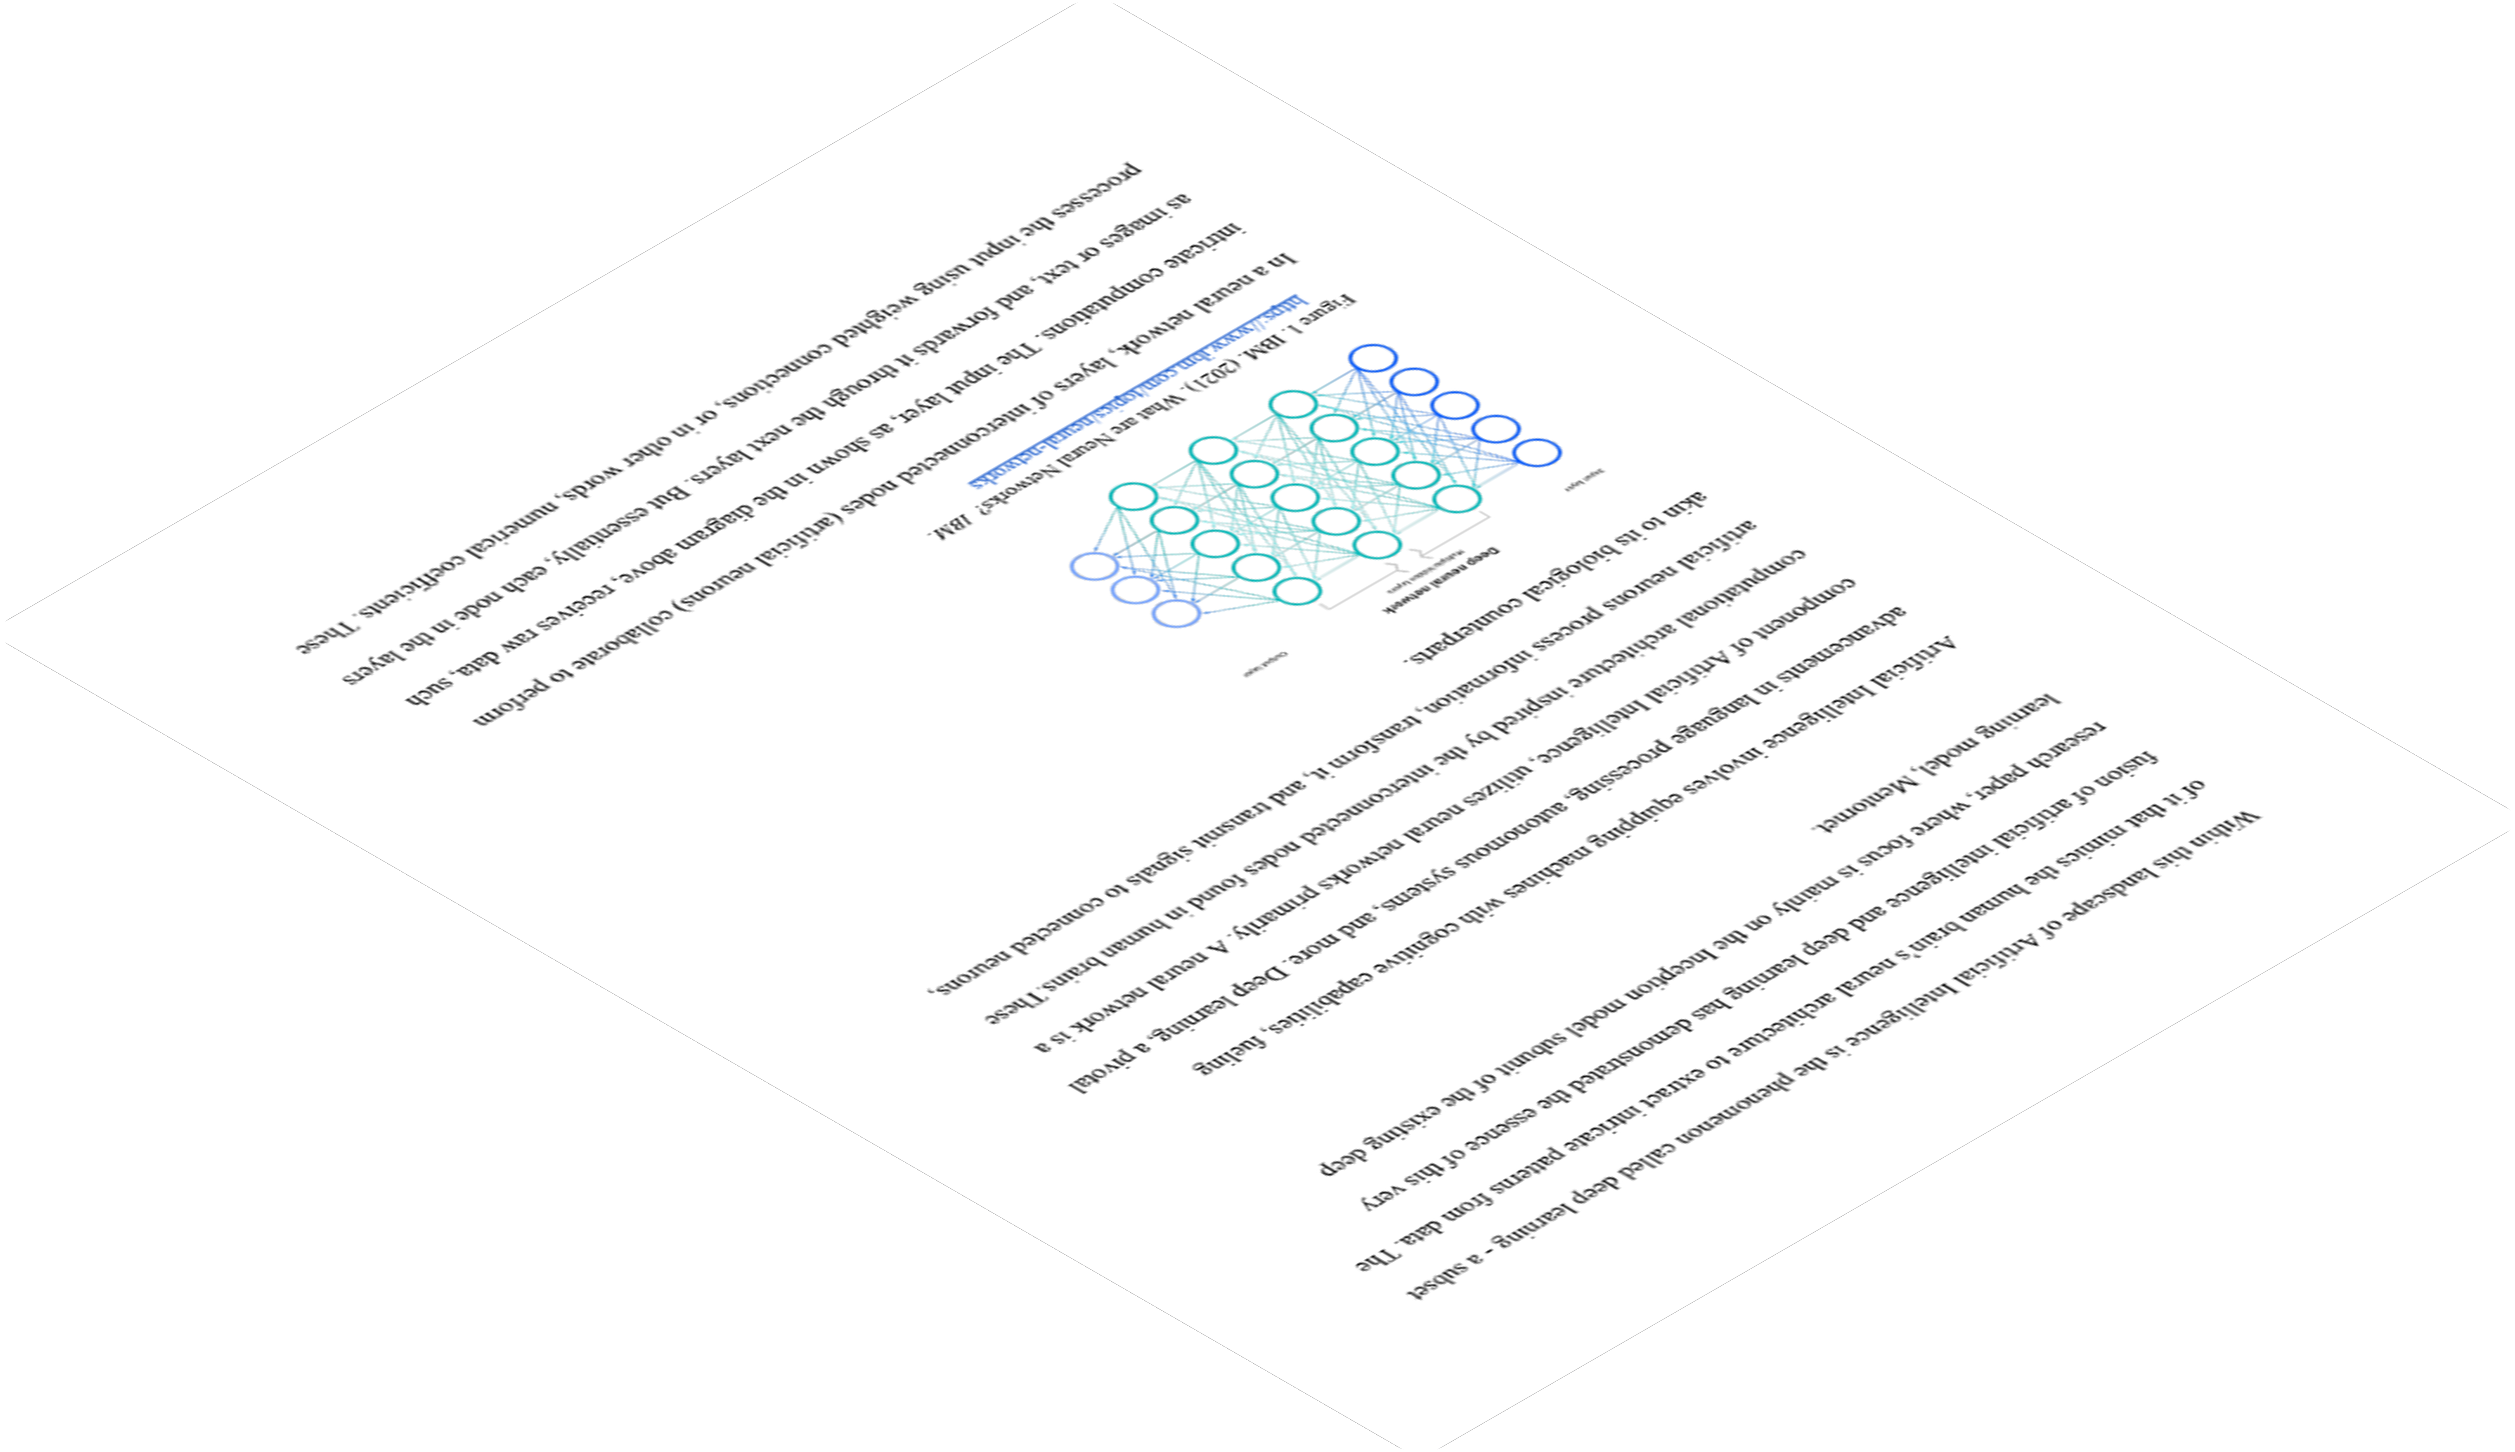 Within this landscape of Artificial Intelligence is the phenomenon called deep learning - a subset
of it that mimics the human brain's neural architecture to extract intricate patterns from data. The
fusion of artificial intelligence and deep learning has demonstrated the essence of this very
research paper, where focus is mainly on the Inception model subunit of the existing deep
learning model, Mentornet.
Artificial Intelligence involves equipping machines with cognitive capabilities, fueling
advancements in language processing, autonomous systems, and more. Deep learning, a pivotal
component of Artificial Intelligence, utilizes neural networks primarily. A neural network is a
computational architecture inspired by the interconnected nodes found in human brains.These
artificial neurons process information, transform it, and transmit signals to connected neurons,
akin to its biological counterparts.
Deep neural network
Input layer
Multiple hidden layers
Output layer
Figure 1. IBM. (2021). What are Neural Networks? IBM.
https://www.ibm.com/topics/neural-networks
In a neural network, layers of interconnected nodes (artificial neurons) collaborate to perform
intricate computations. The input layer, as shown in the diagram above, receives raw data, such
as images or text, and forwards it through the next layers. But essentially, each node in the layers
processes the input using weighted connections, or in other words, numerical coefficients. These